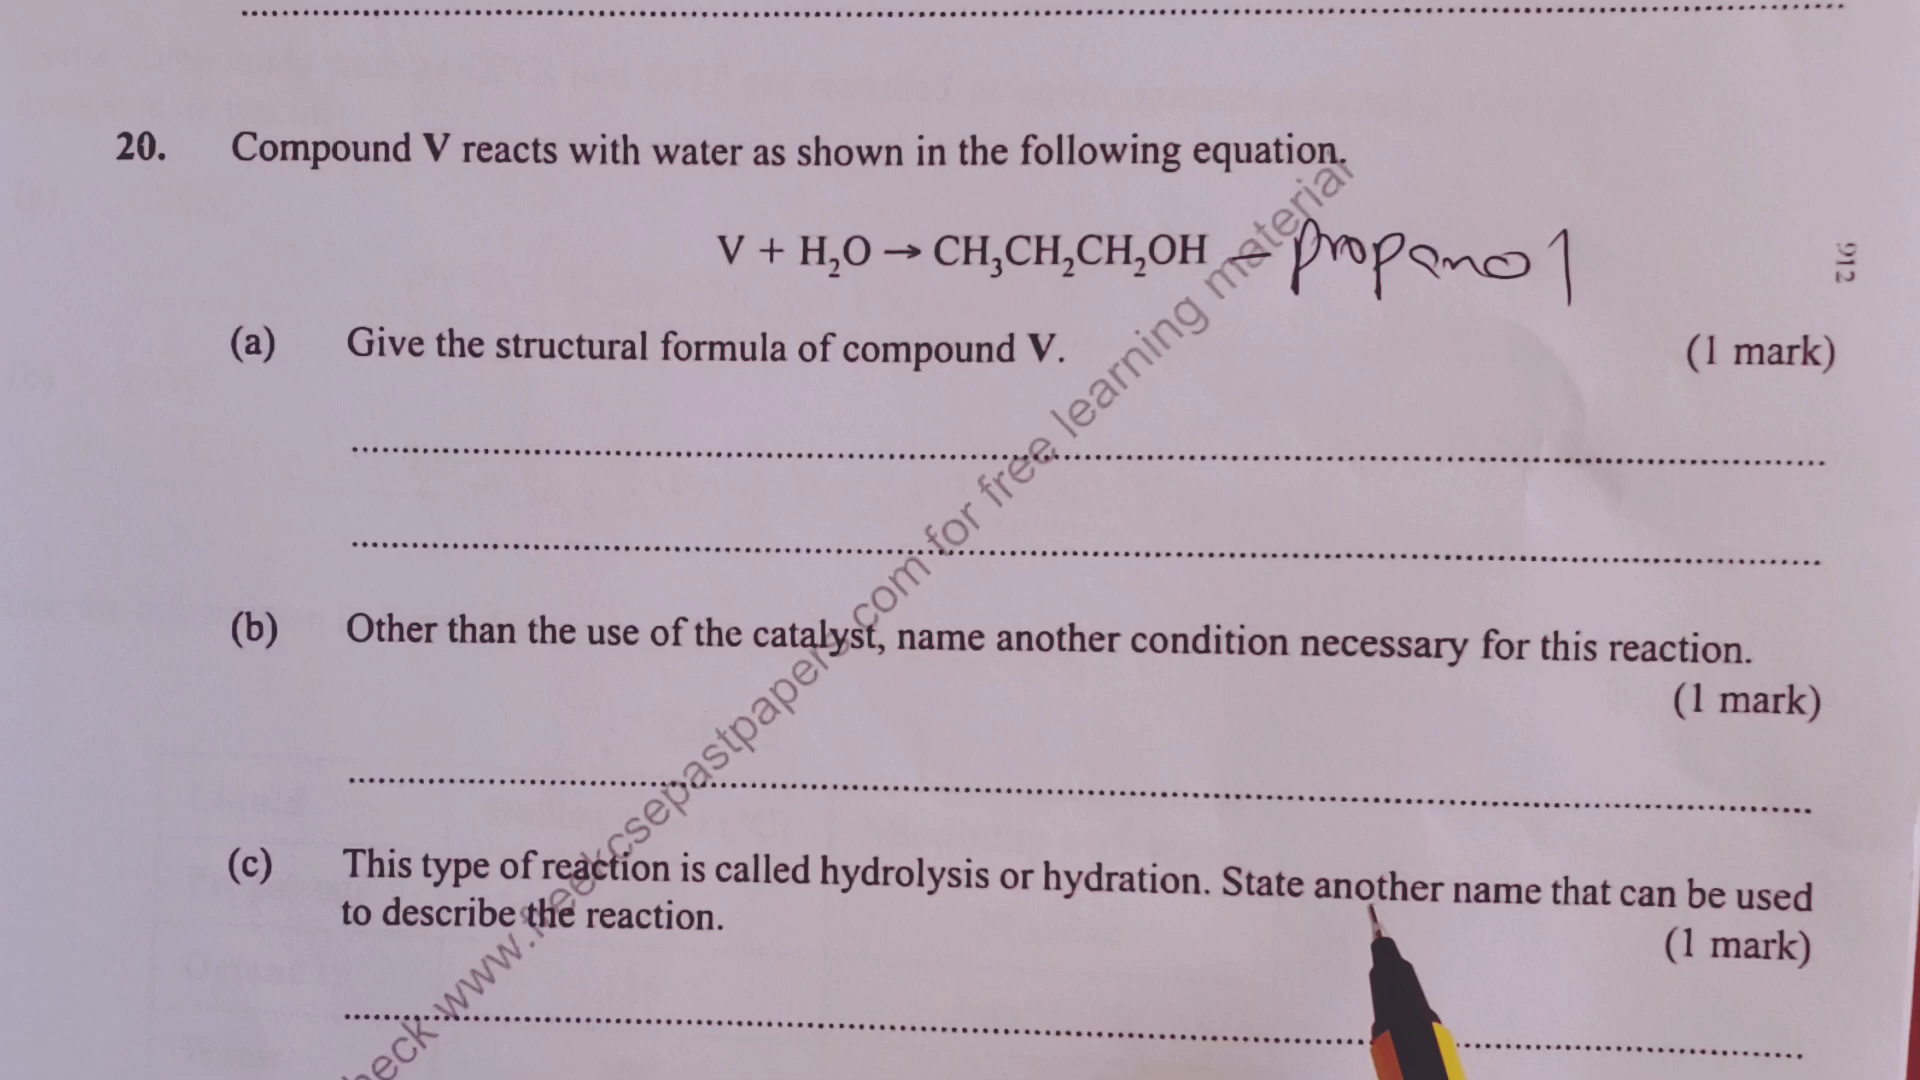 20. Compound V reacts with water as shown in the following equation.
V + H₂O → CH₃CH₂CH₂OH – propanol
912
(a) Give the structural formula of compound V. (1 mark)
(b) Other than the use of the catalyst, name another condition necessary for this reaction.
(1 mark)
(c) This type of reaction is called hydrolysis or hydration. State another name that can be used
to describe the reaction.
(1 mark)
heck www.freekcsepastpapers.com for free learning material